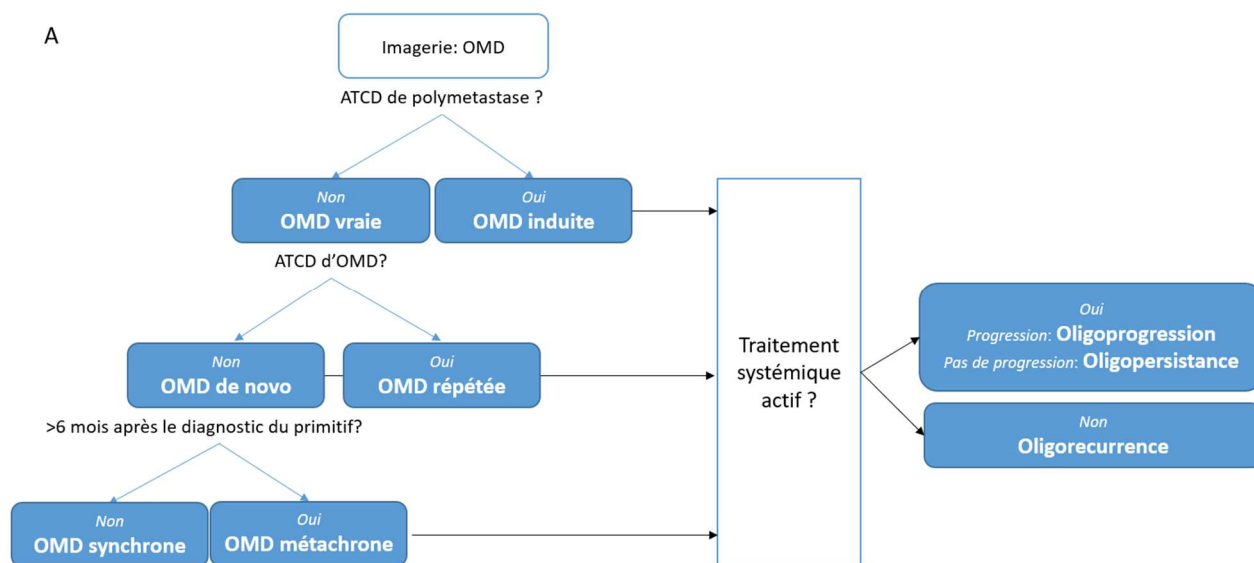 A
Imagerie: OMD
ATCD de polymetastase ?
Non
OMD vraie
Oui
OMD induite
ATCD d'OMD?
Non
OMD de novo
Oui
OMD répétée
>6 mois après le diagnostic du primitif?
Non
OMD synchrone
Oui
OMD métachrone
Traitement
systémique
actif ?
Oui
Progression: Oligoprogression
Pas de progression: Oligopersistance
Non
Oligorecurrence